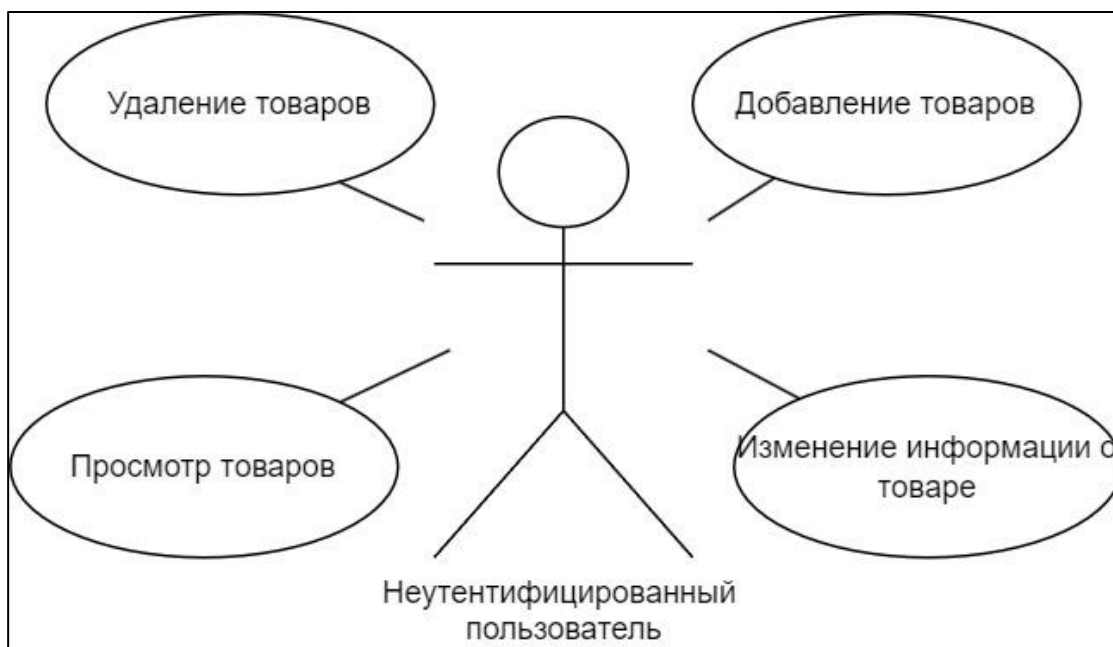 Удаление товаров
Добавление товаров
Просмотр товаров
Изменение информации о
товаре
Неутентифицированный
пользователь